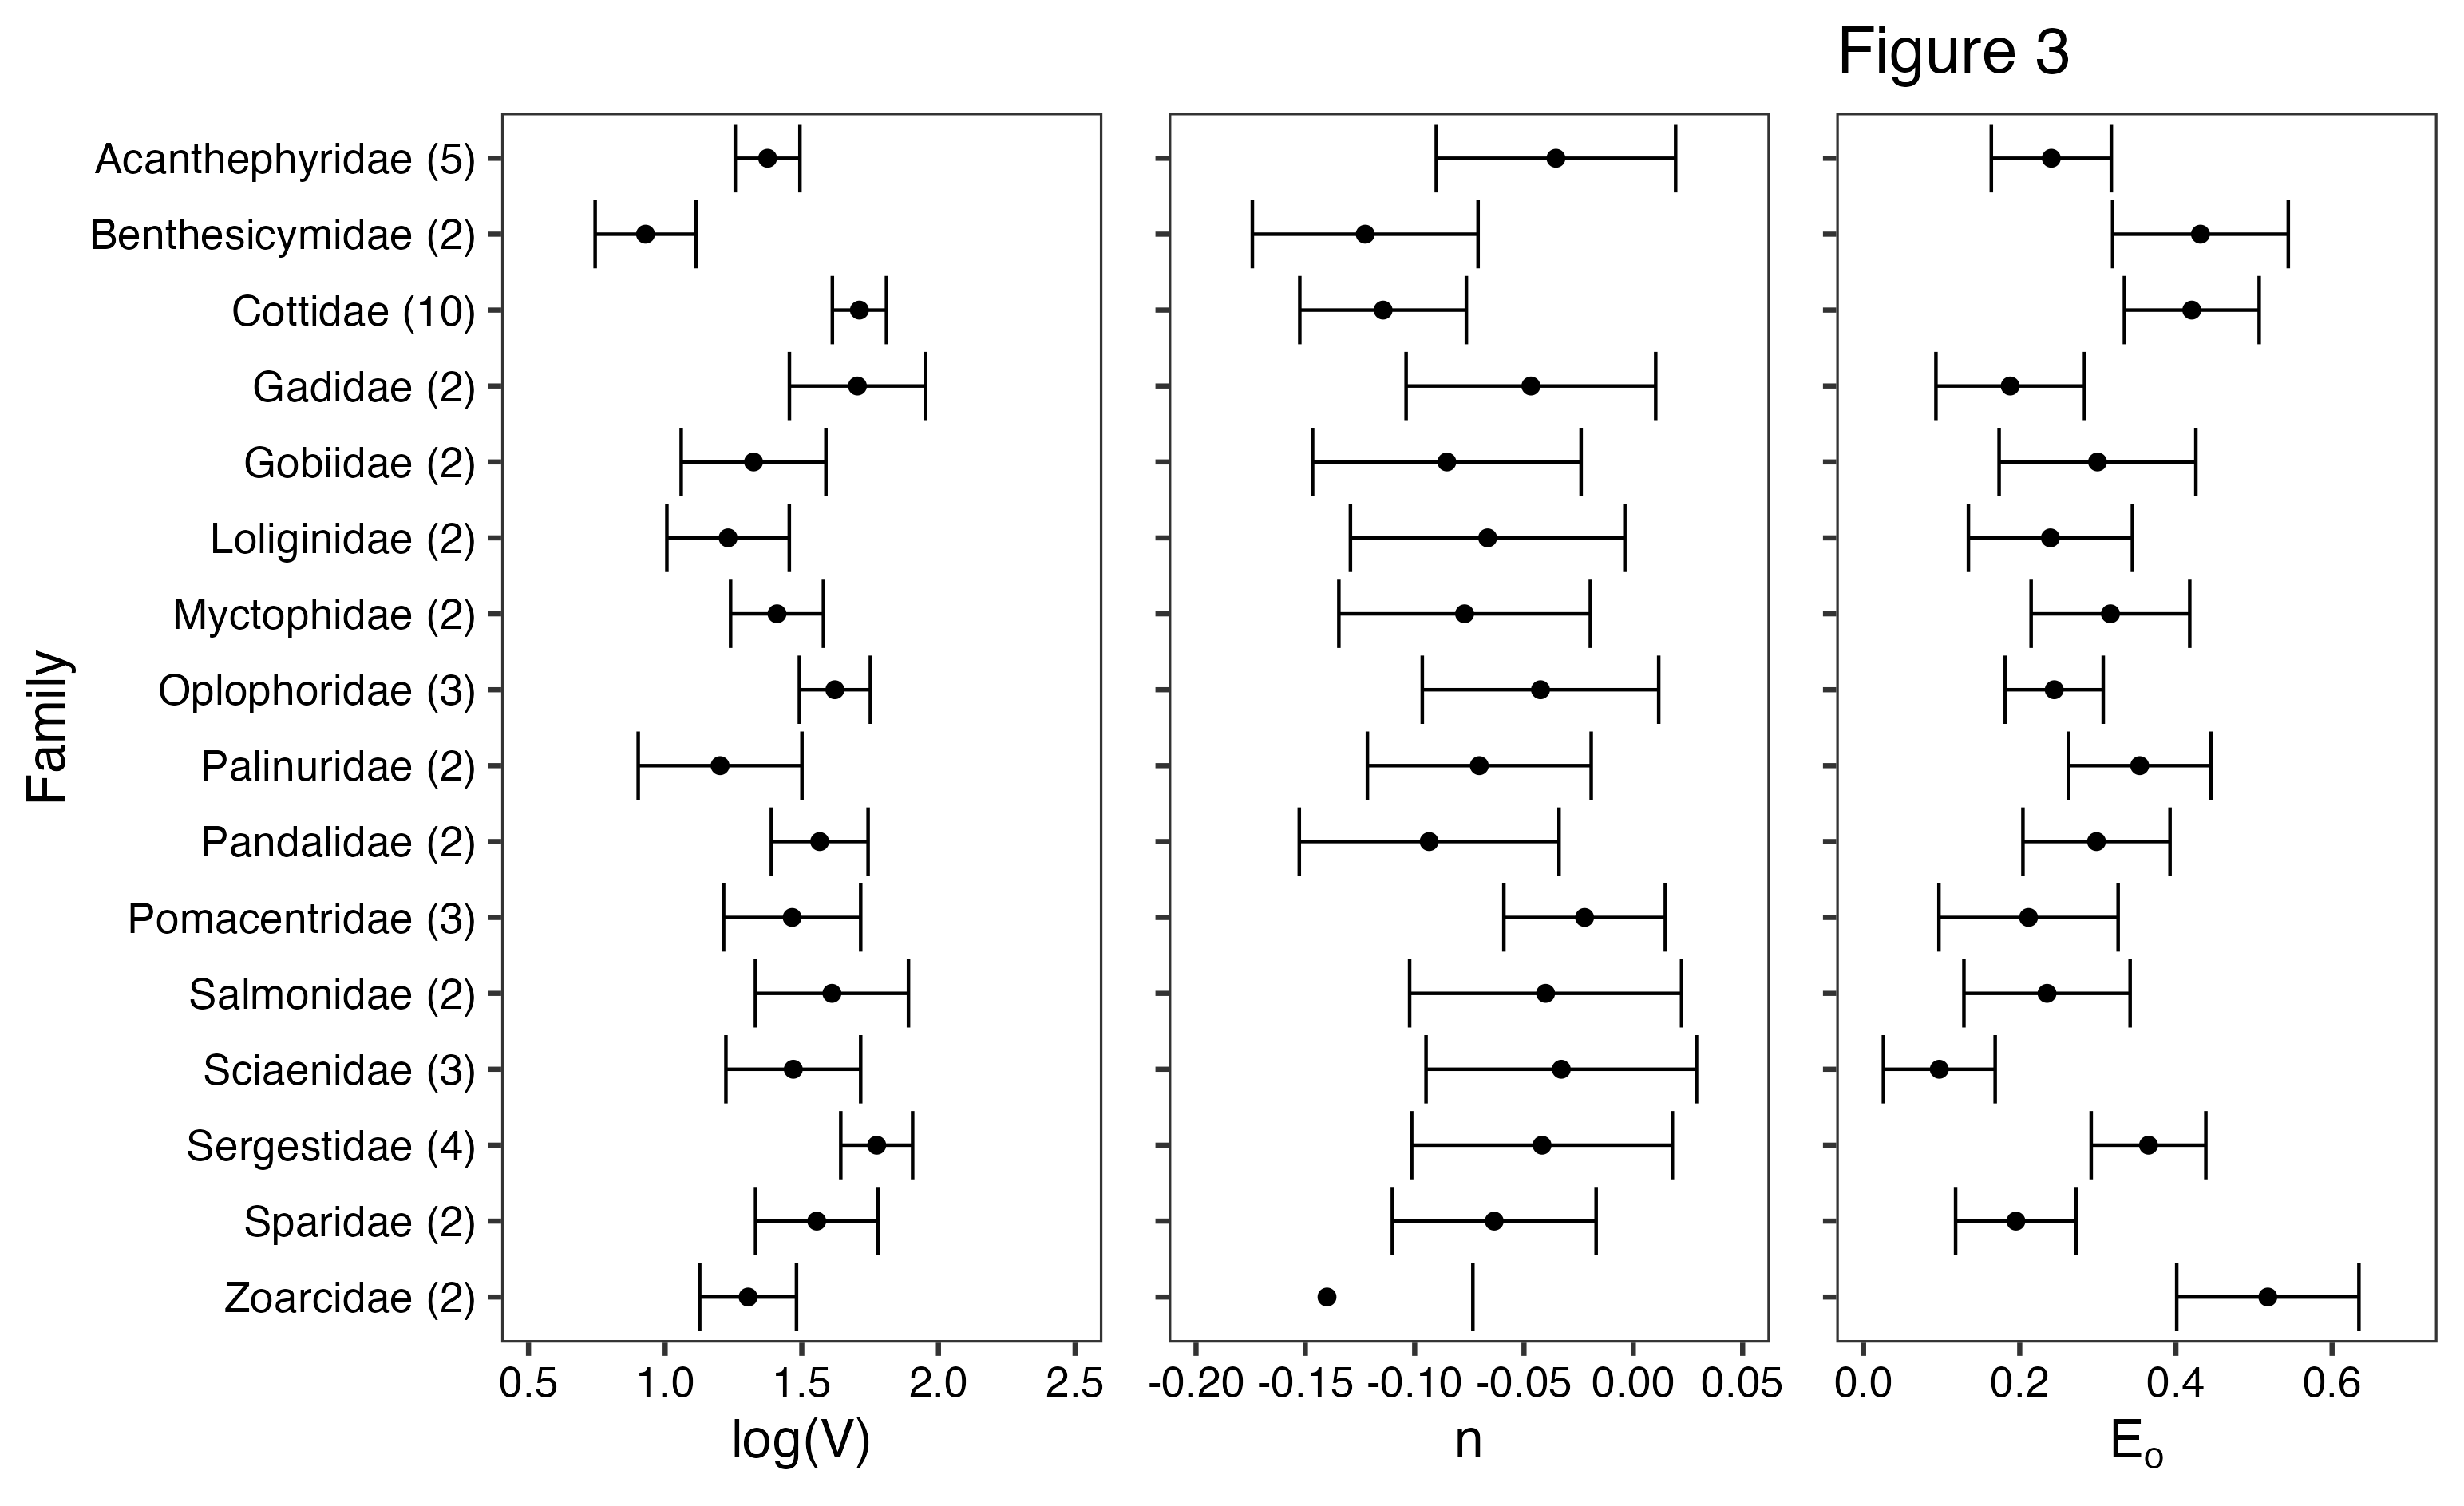 Figure 3
Family
Acanthephyridae (5)
Benthesicymidae (2)
Cottidae (10)
Gadidae (2)
Gobiidae (2)
Loliginidae (2)
Myctophidae (2)
Oplophoridae (3)
Palinuridae (2)
Pandalidae (2)
Pomacentridae (3)
Salmonidae (2)
Sciaenidae (3)
Sergestidae (4)
Sparidae (2)
Zoarcidae (2)
0.5 1.0 1.5 2.0 2.5
log(V)
-0.20 -0.15 -0.10 -0.05 0.00 0.05
n
0.0 0.2 0.4 0.6
Eo